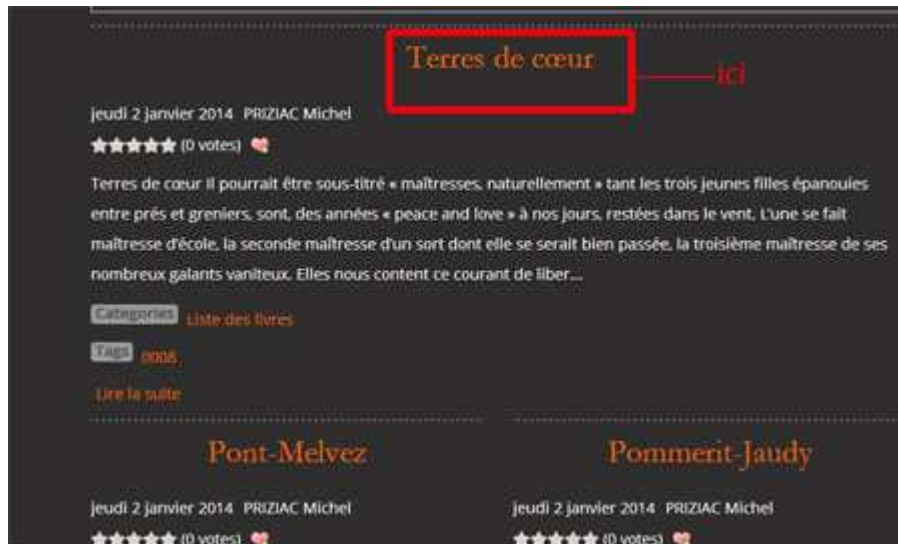 Terres de cœur
ici
jeudi 2 janvier 2014 PRIZIAC Michel
(0 votes)
Terres de cœur Il pourrait être sous-titré « maîtresses, naturellement » tant les trois jeunes filles épanouies
entre prés et greniers, sont, des années « peace and love » à nos jours, restées dans le vent. L'une se fait
maîtresse d'école, la seconde maîtresse d'un sort dont elle se serait bien passée, la troisième maîtresse de ses
nombreux galants vaniteux. Elles nous content ce courant de liber...
Categories Liste des livres
Tags 0008
Lire la suite
Pont-Melvez
jeudi 2 janvier 2014 PRIZIAC Michel
(0 votes)
Pommerit-Jaudy
jeudi 2 janvier 2014 PRIZIAC Michel
(0 votes)